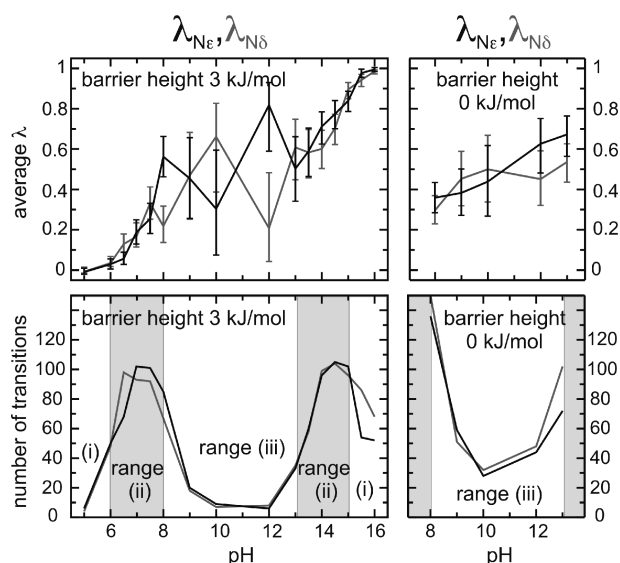 λNε,λNδ
λNε,λNδ
barrier height 3 kJ/mol
barrier height
0 kJ/mol
average λ
1
0.8
0.6
0.4
0.2
0
1
0.8
0.6
0.4
0.2
0
barrier height 3 kJ/mol
barrier height
0 kJ/mol
number of transitions
120
100
80
60
40
20
0
(i)
range
(ii)
range (iii)
range
(ii)
(i)
range (iii)
120
100
80
60
40
20
0
5 6 7 8 9 10 11 12 13 14 15 16
8 9 10 11 12 13
pH
pH